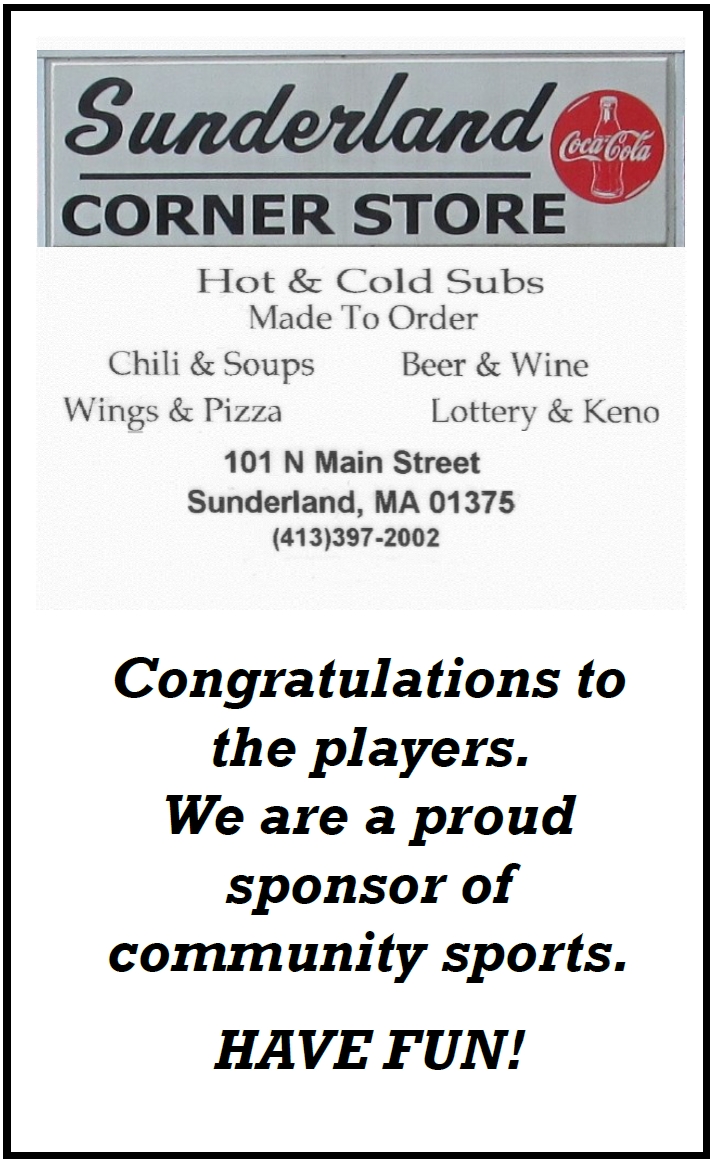 Sunderland
Coca-Cola
CORNER STORE
Hot & Cold Subs
Made To Order
Chili & Soups Beer & Wine
Wings & Pizza Lottery & Keno
101 N Main Street
Sunderland, MA 01375
(413)397-2002
Congratulations to
the players.
We are a proud
sponsor of
community sports.
HAVE FUN!